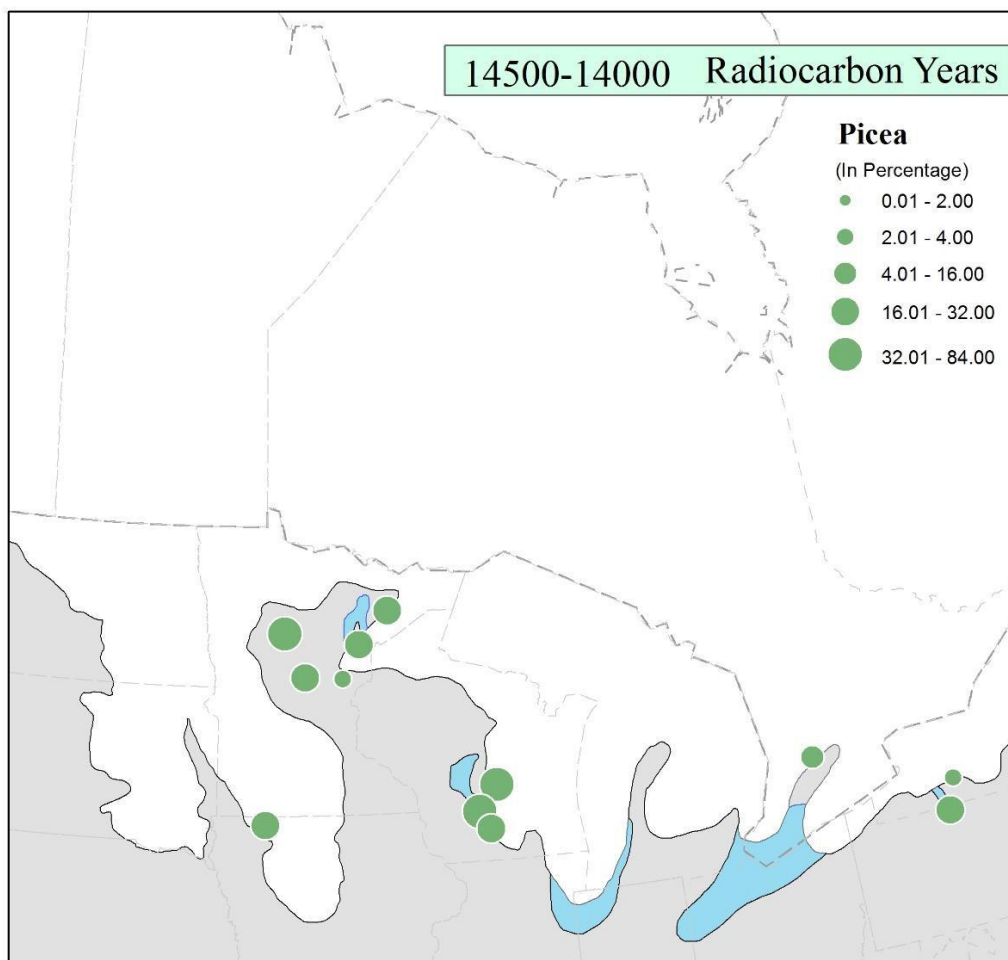 14500-14000 Radiocarbon Years
Picea
(In Percentage)
0.01 - 2.00
2.01 - 4.00
4.01 - 16.00
16.01 - 32.00
32.01 - 84.00